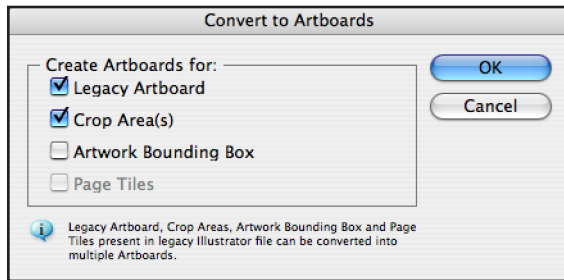 Convert to Artboards
Create Artboards for:
Legacy Artboard
Crop Area(s)
Artwork Bounding Box
Page Tiles
OK
Cancel
Legacy Artboard, Crop Areas, Artwork Bounding Box and Page
Tiles present in legacy Illustrator file can be converted into
multiple Artboards.